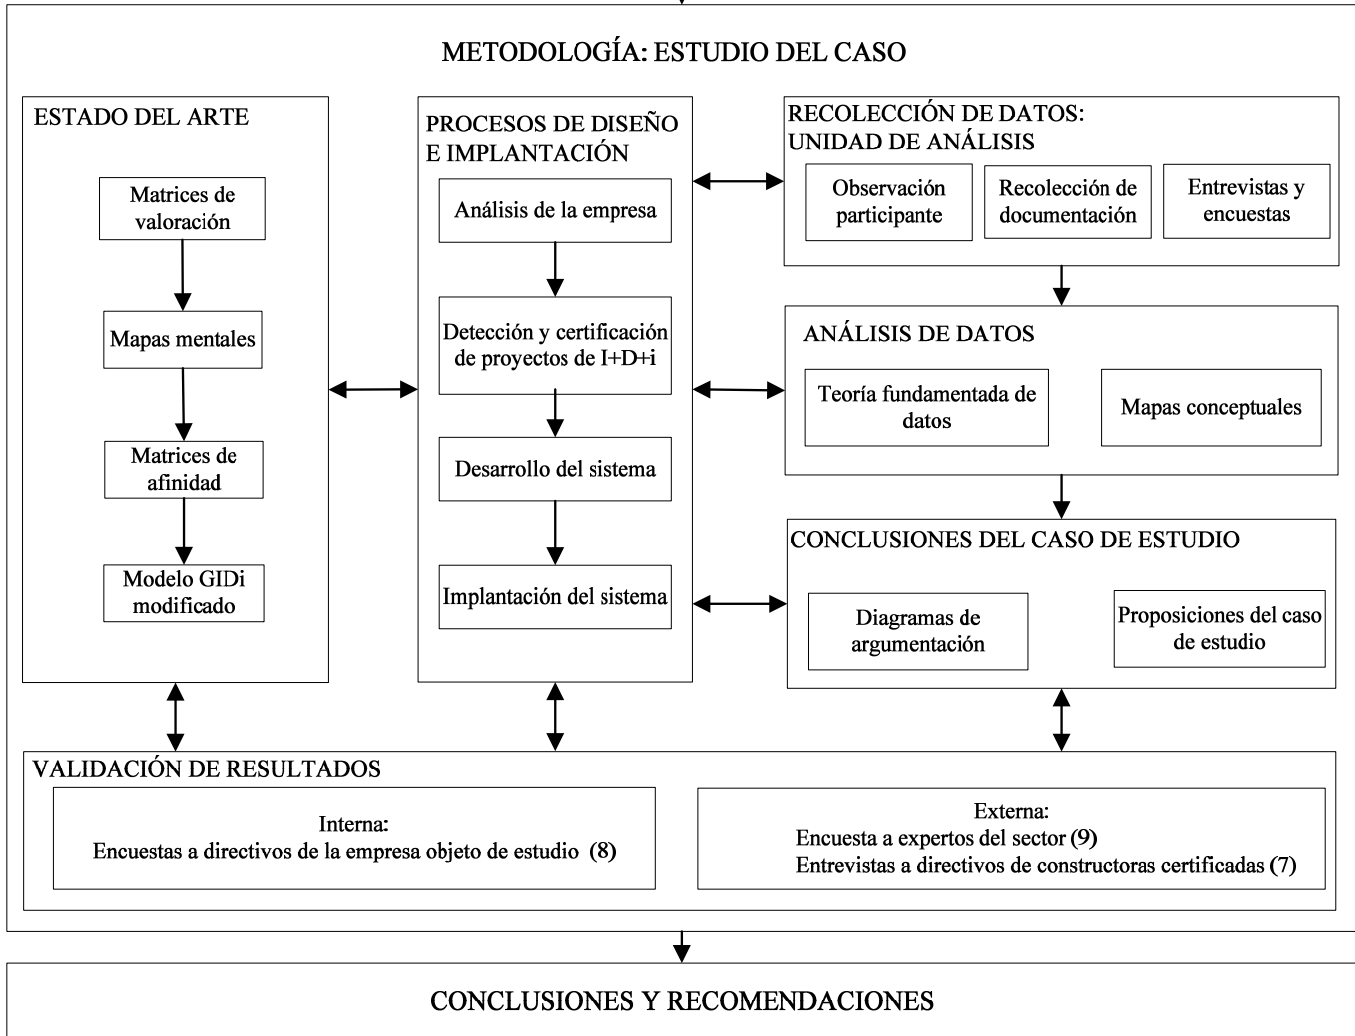 METODOLOGÍA: ESTUDIO DEL CASO
ESTADO DEL ARTE
Matrices de
valoración
Mapas mentales
Matrices de
afinidad
Modelo GIDi
modificado
PROCESOS DE DISEÑO
E IMPLANTACIÓN
Análisis de la empresa
Detección y certificación
de proyectos de I+D+i
Desarrollo del sistema
Implantación del sistema
RECOLECCIÓN DE DATOS:
UNIDAD DE ANÁLISIS
Observación
participante
Recolección de
documentación
Entrevistas y
encuestas
ANÁLISIS DE DATOS
Teoría fundamentada de
datos
Mapas conceptuales
CONCLUSIONES DEL CASO DE ESTUDIO
Diagramas de
argumentación
Proposiciones del caso
de estudio
VALIDACIÓN DE RESULTADOS
Interna:
Encuestas a directivos de la empresa objeto de estudio (8)
Externa:
Encuesta a expertos del sector (9)
Entrevistas a directivos de constructoras certificadas (7)
CONCLUSIONES Y RECOMENDACIONES